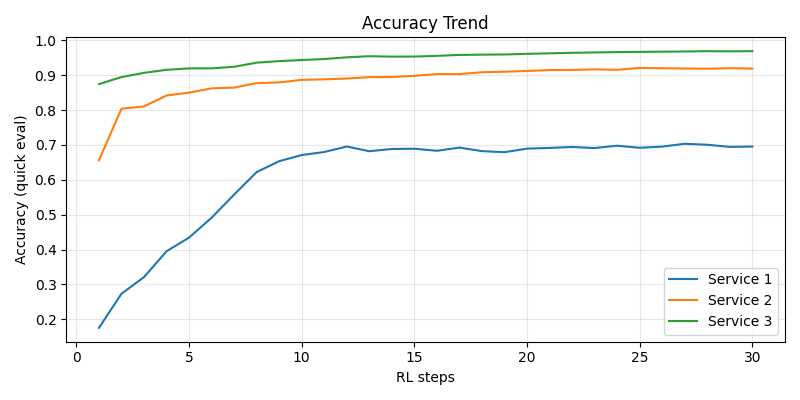 Accuracy Trend
1.0
0.9
0.8
0.7
0.6
0.5
0.4
0.3
0.2
Accuracy (quick eval)
Service 1
Service 2
Service 3
0 5 10 15 20 25 30
RL steps